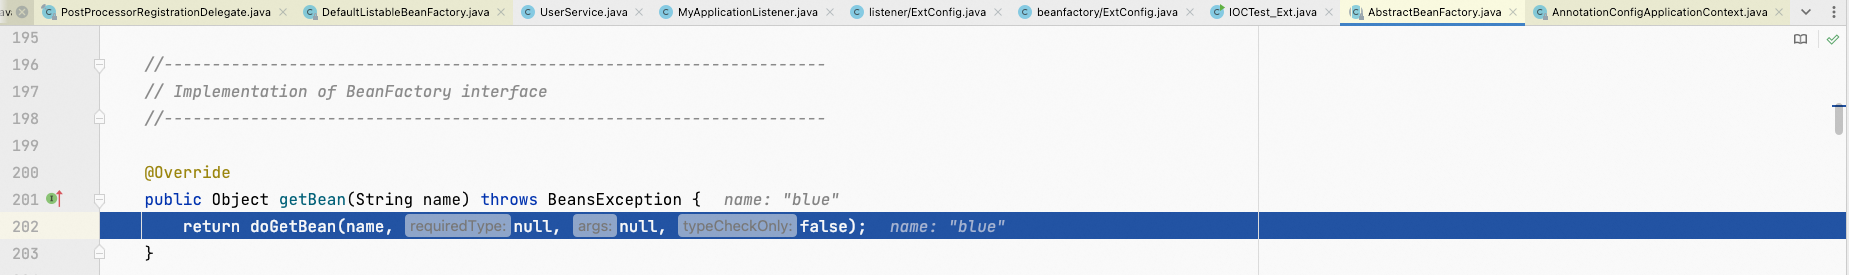 ava PostProcessorRegistrationDelegate.java DefaultListableBeanFactory.java UserService.java MyApplicationListener.java listener/ExtConfig.java beanfactory/ExtConfig.java IOCTest_Ext.java AbstractBeanFactory.java AnnotationConfigApplicationContext.java
195
196 //---------------------------------------------------------------------
197 // Implementation of BeanFactory interface
198 //---------------------------------------------------------------------
199
200 @Override
201 public Object getBean(String name) throws BeansException { name: "blue"
202 return doGetBean(name, requiredType: null, args: null, typeCheckOnly: false); name: "blue"
203 }